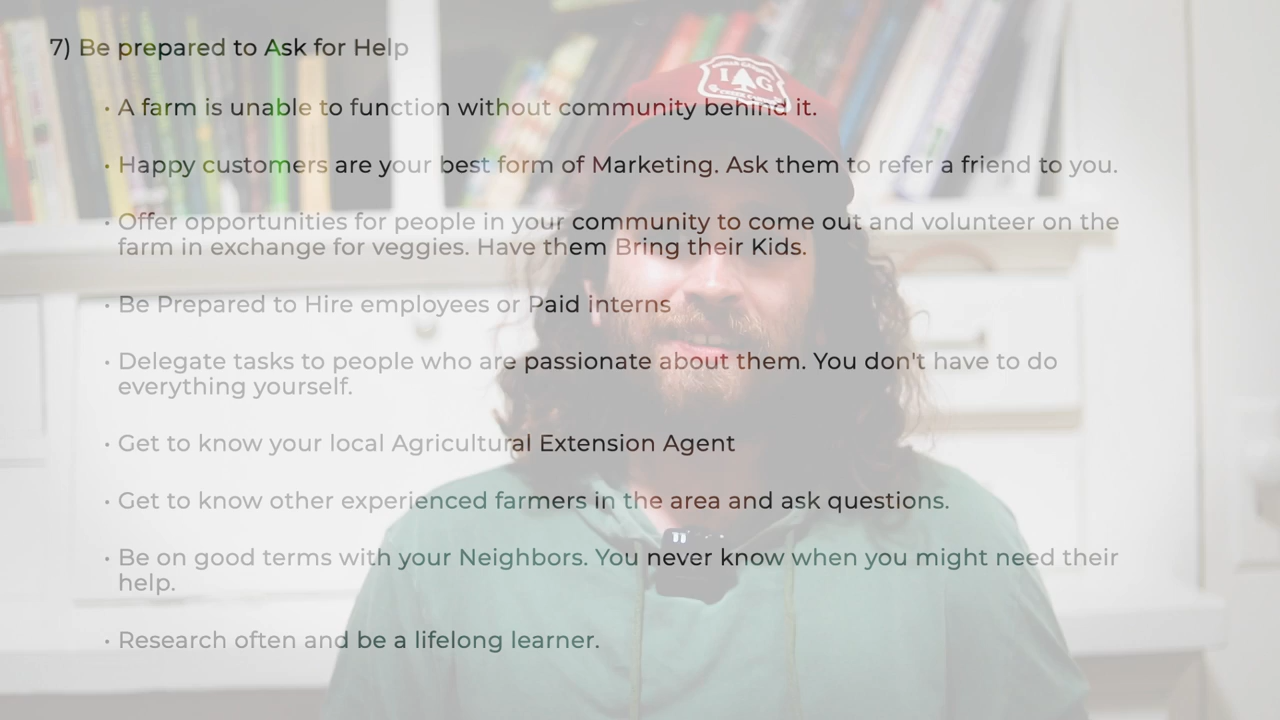 7) Be prepared to Ask for Help
• A farm is unable to function without community behind it.
• Happy customers are your best form of Marketing. Ask them to refer a friend to you.
• Offer opportunities for people in your community to come out and volunteer on the
farm in exchange for veggies. Have them Bring their Kids.
• Be Prepared to Hire employees or Paid interns
• Delegate tasks to people who are passionate about them. You don't have to do
everything yourself.
• Get to know your local Agricultural Extension Agent
• Get to know other experienced farmers in the area and ask questions.
• Be on good terms with your Neighbors. You never know when you might need their
help.
• Research often and be a lifelong learner.
I G